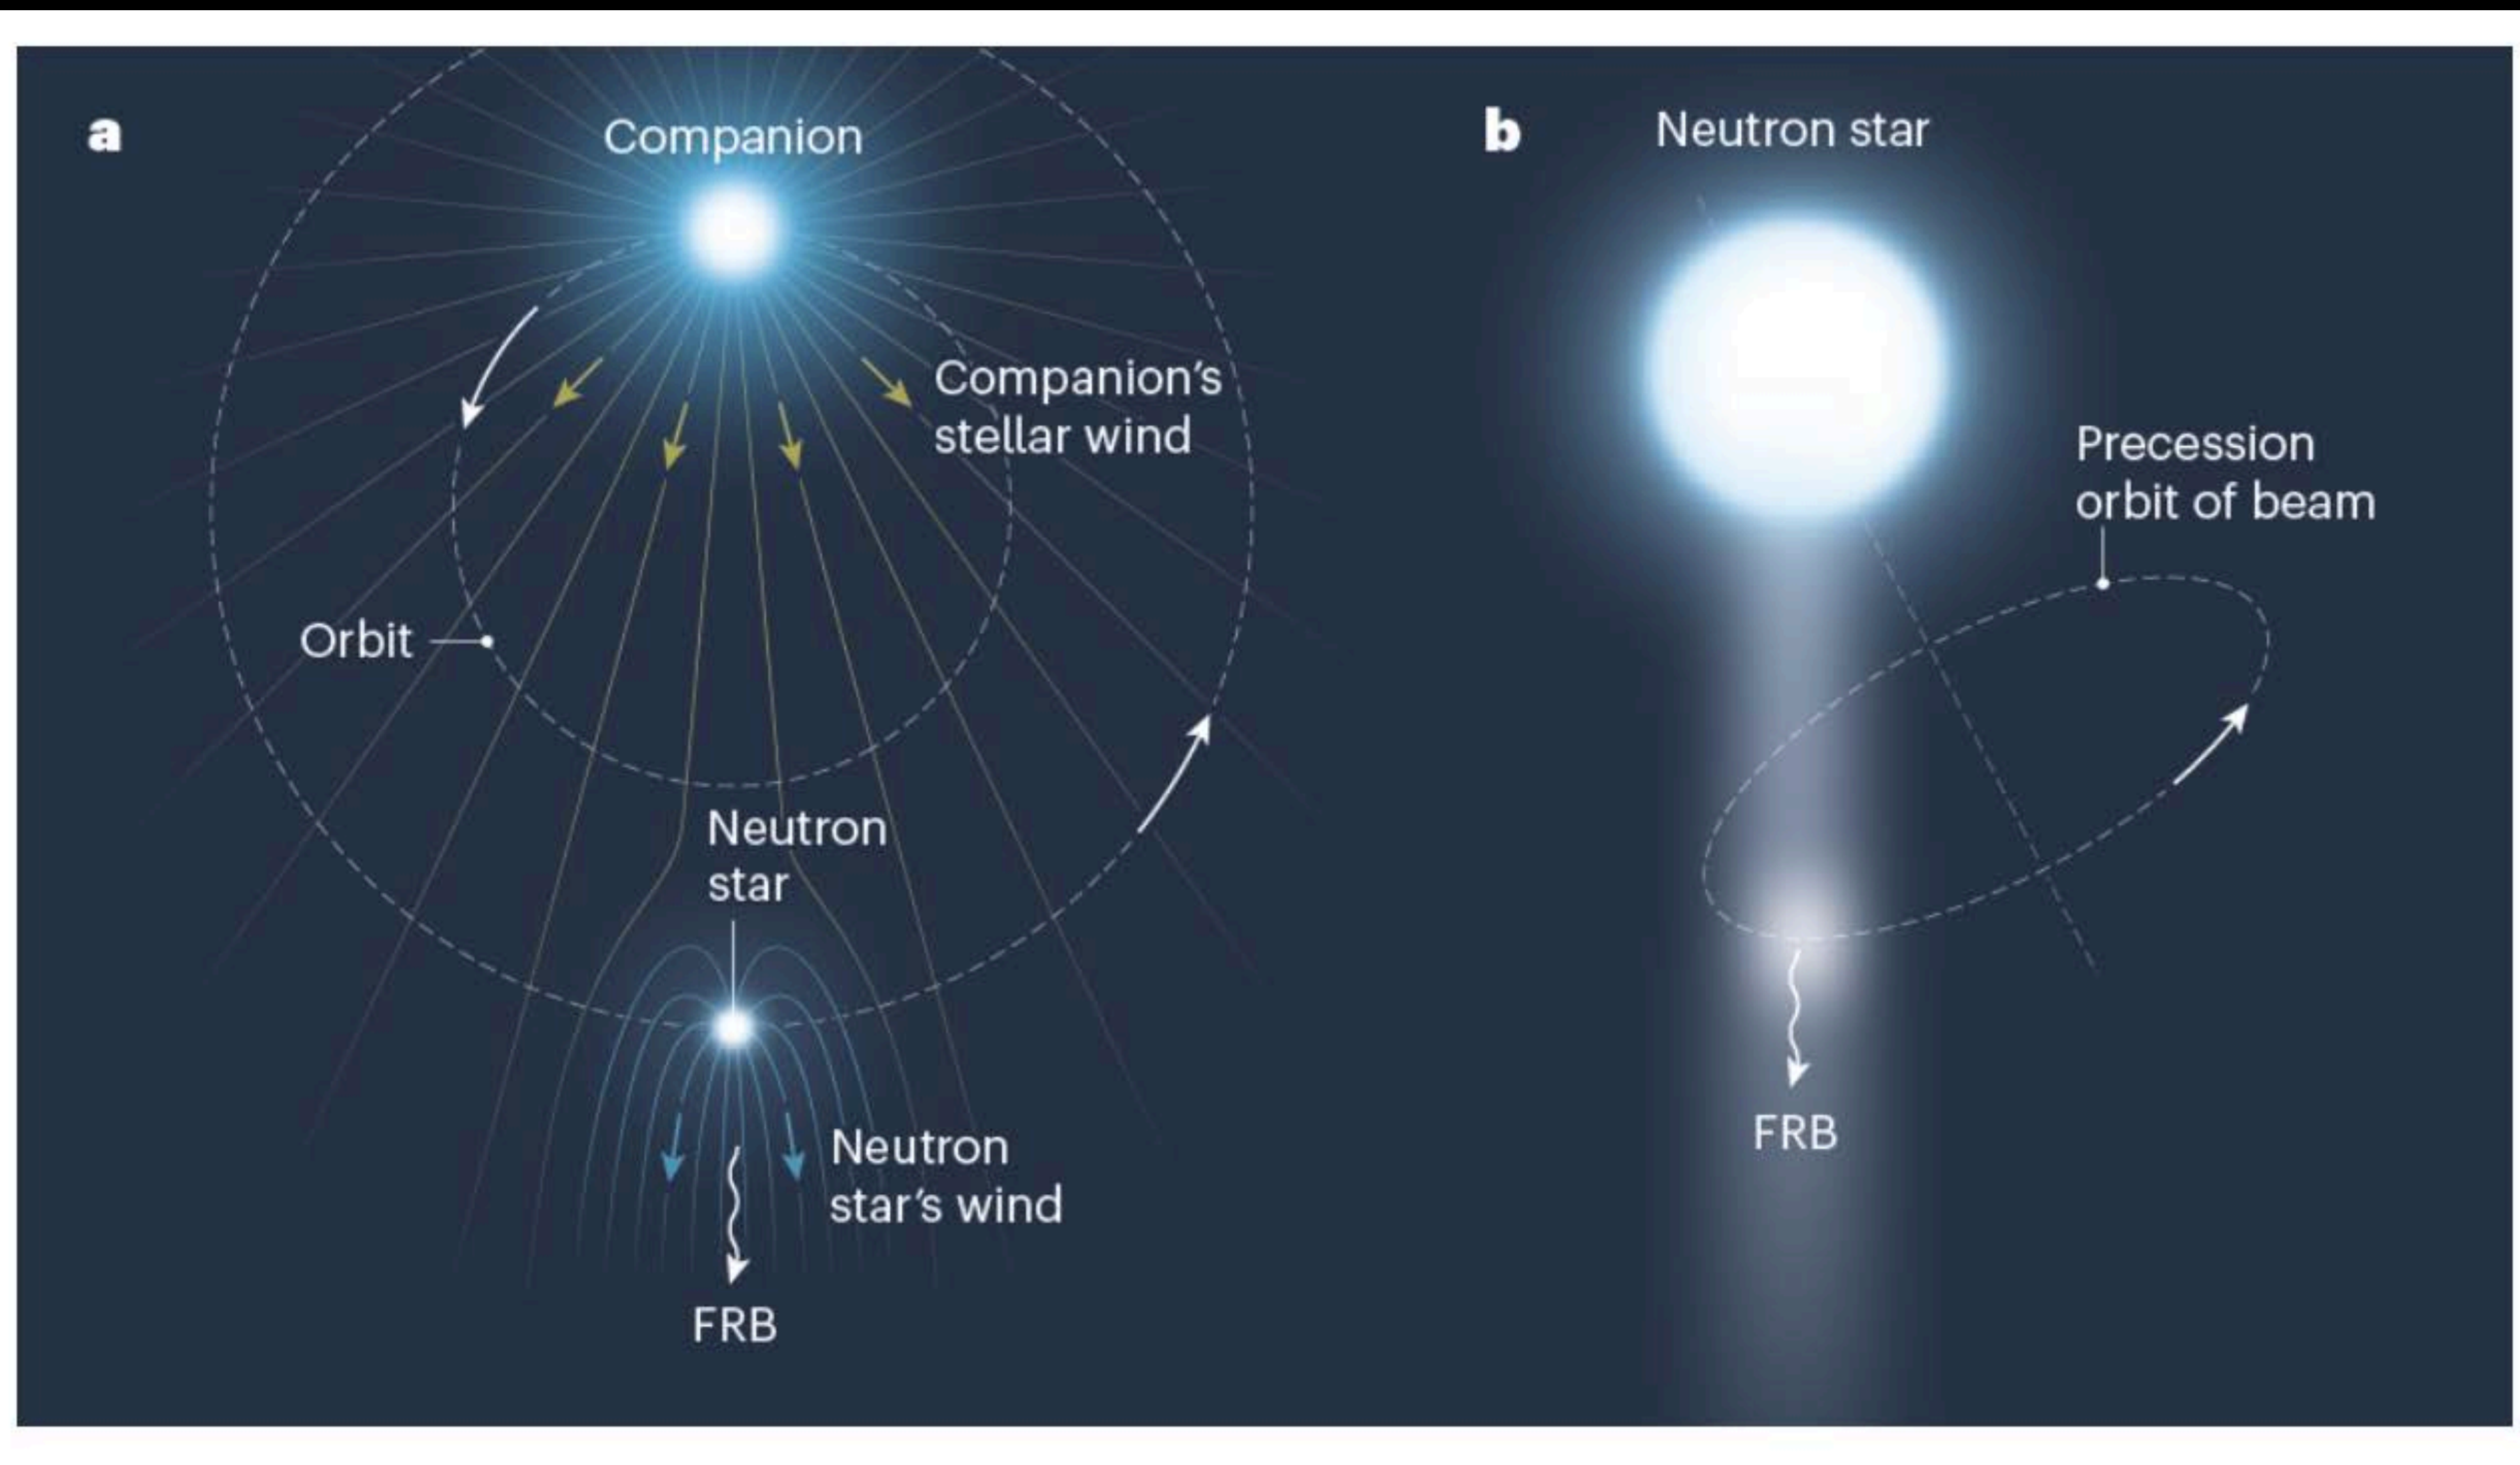 a
Companion
Companion's
stellar wind
Orbit
Neutron
star
Neutron
star's wind
FRB
b
Neutron star
Precession
orbit of beam
FRB